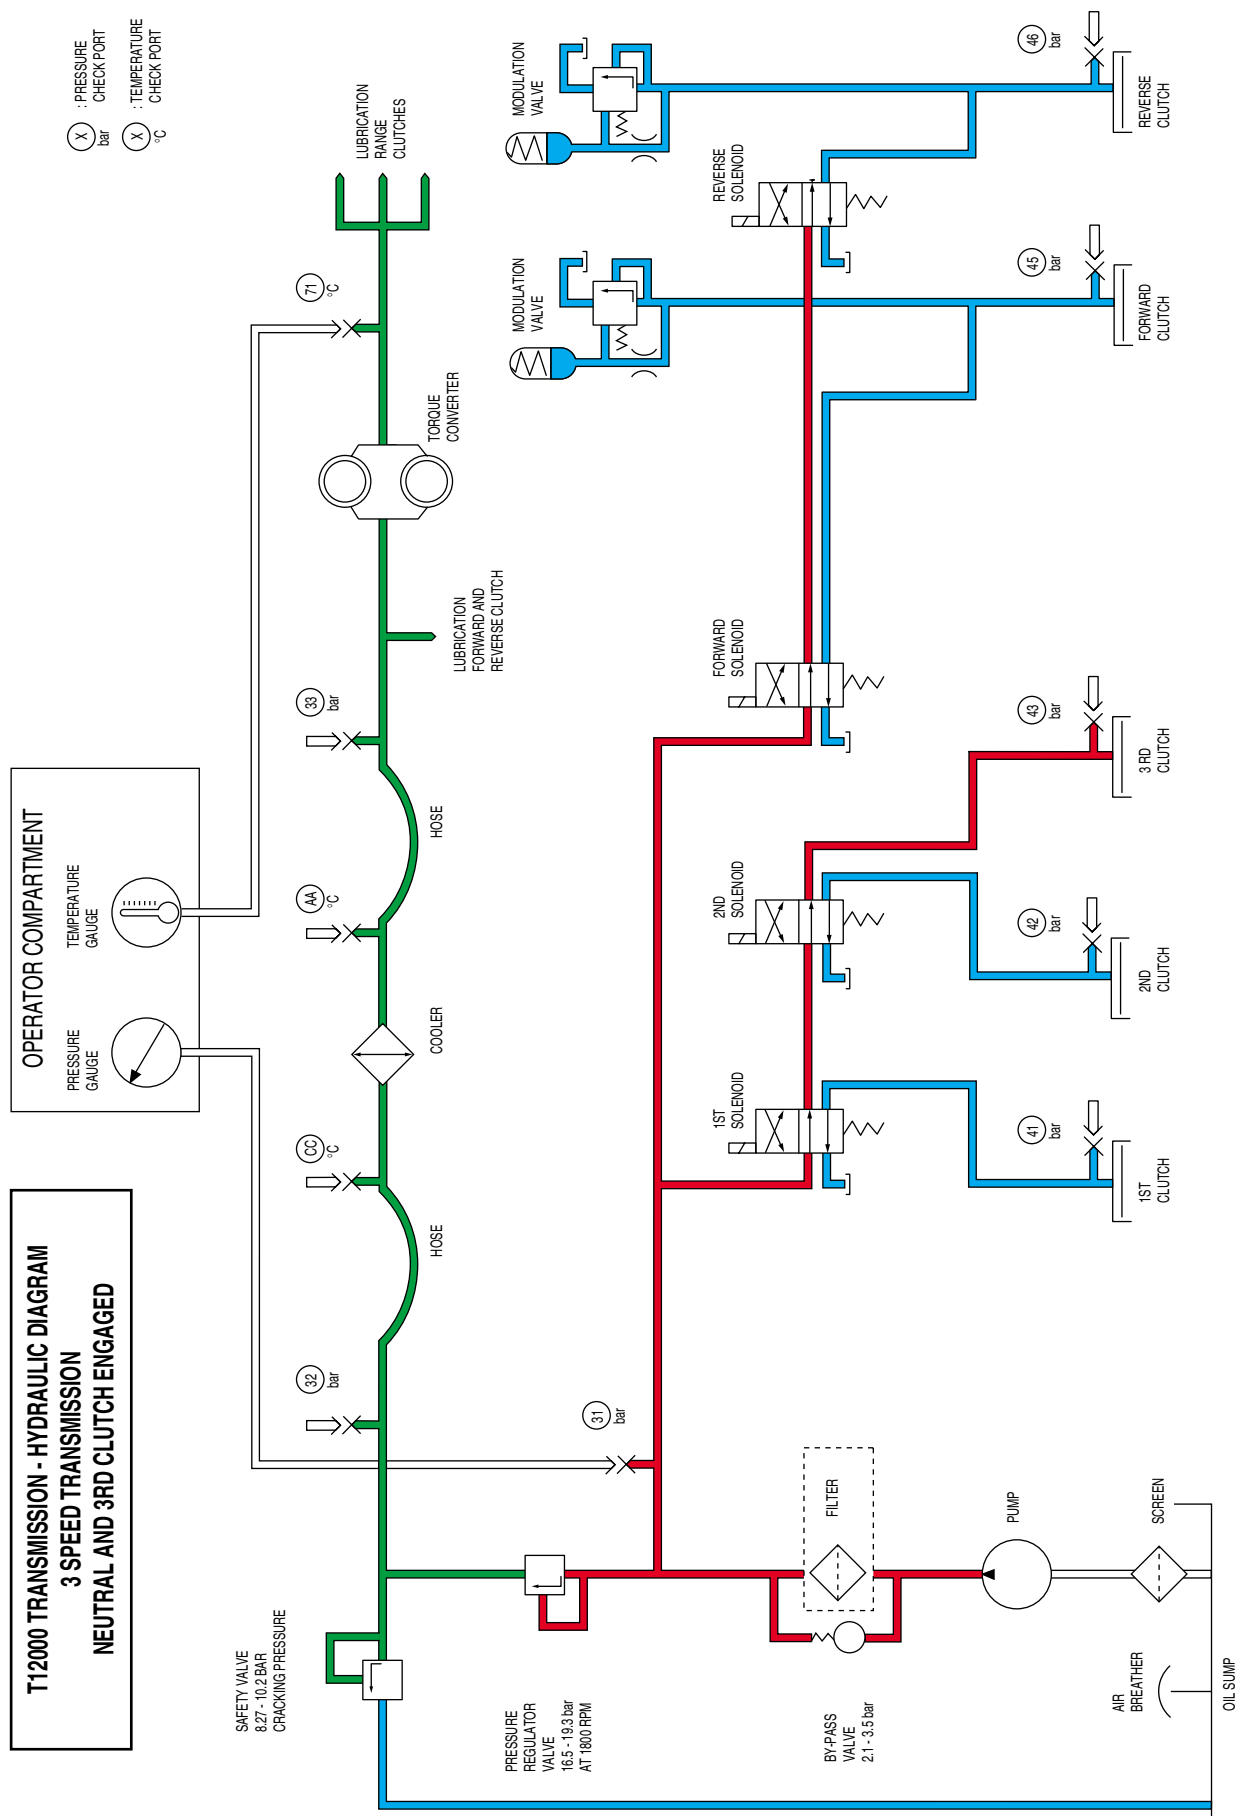 T12000 TRANSMISSION - HYDRAULIC DIAGRAM
3 SPEED TRANSMISSION
NEUTRAL AND 3RD CLUTCH ENGAGED
OPERATOR COMPARTMENT
PRESSURE
GAUGE
TEMPERATURE
GAUGE
X
bar
: PRESSURE
CHECK PORT
X
°C
: TEMPERATURE
CHECK PORT
SAFETY VALVE
8.27 - 10.2 BAR
CRACKING PRESSURE
32
bar
HOSE
CC
°C
COOLER
AA
°C
HOSE
33
bar
LUBRICATION
FORWARD AND
REVERSE CLUTCH
TORQUE
CONVERTER
71
°C
LUBRICATION
RANGE
CLUTCHES
PRESSURE
REGULATOR
VALVE
16.5 - 19.3 bar
AT 1800 RPM
31
bar
MODULATION
VALVE
MODULATION
VALVE
1ST
SOLENOID
2ND
SOLENOID
FORWARD
SOLENOID
REVERSE
SOLENOID
BY-PASS
VALVE
2.1 - 3.5 bar
FILTER
PUMP
SCREEN
AIR
BREATHER
OIL SUMP
41
bar
1ST
CLUTCH
42
bar
2ND
CLUTCH
43
bar
3 RD
CLUTCH
45
bar
FORWARD
CLUTCH
46
bar
REVERSE
CLUTCH